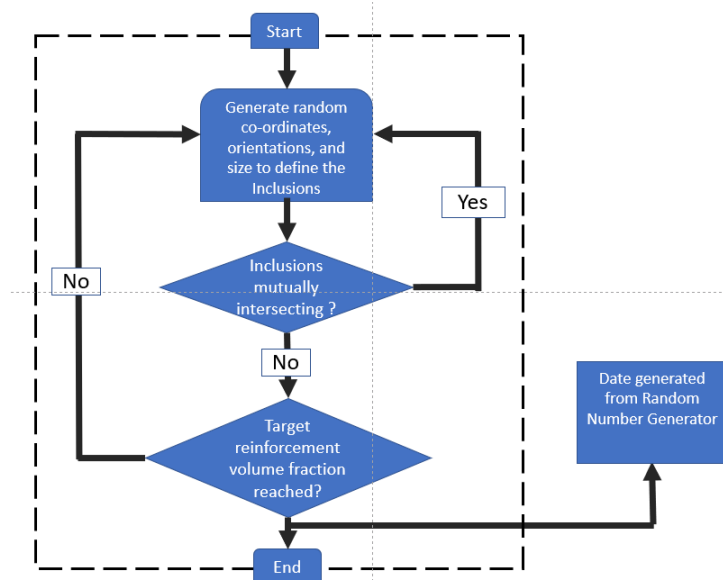 Start
Generate random
co-ordinates,
orientations, and
size to define the
Inclusions
Yes
Inclusions
mutually
intersecting ?
No
No
Target
reinforcement
volume fraction
reached?
Date generated
from Random
Number Generator
End